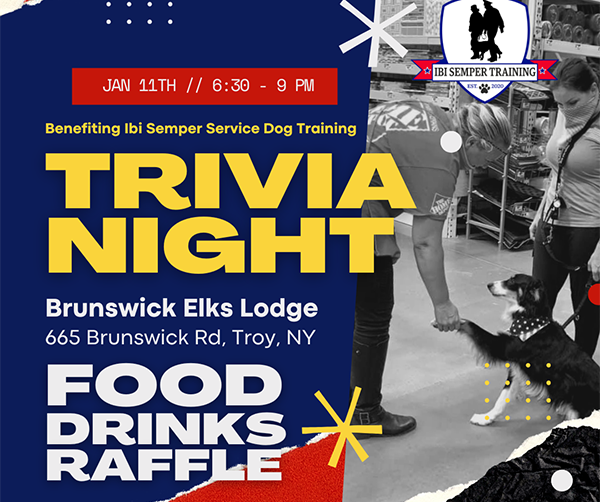 IBI SEMPER TRAINING
EST. 2020
JAN 11TH // 6:30 - 9 PM
Benefiting Ibi Semper Service Dog Training
TRIVIA
NIGHT
Brunswick Elks Lodge
665 Brunswick Rd, Troy, NY
FOOD
DRINKS
RAFFLE